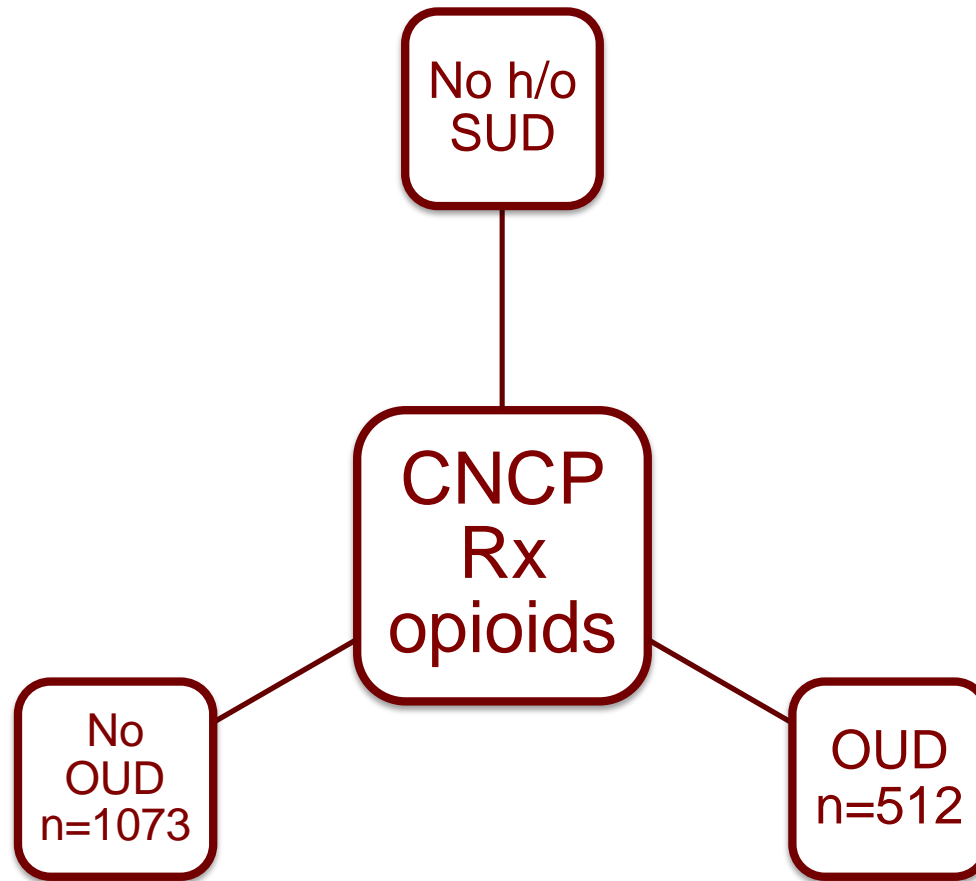 No h/o
SUD
CNCP
Rx
opioids
No
OUD
n=1073
OUD
n=512